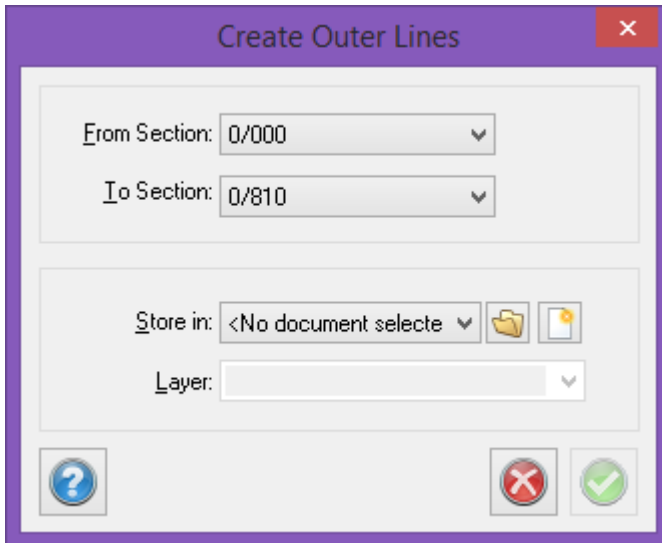 Create Outer Lines
From Section: 0/000
To Section: 0/810
Store in: <No document selecte
Layer: